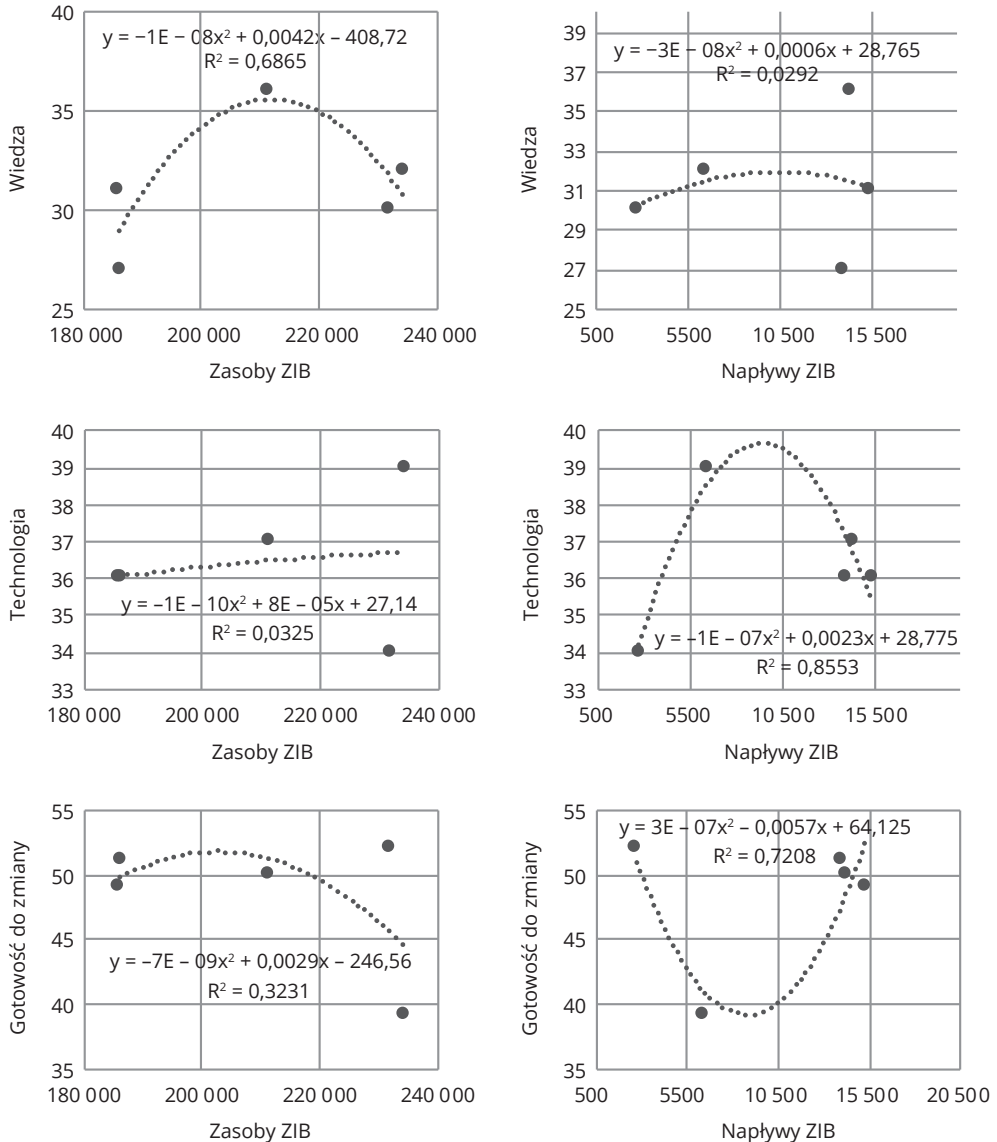 40
35
30
25
Wiedza
y = −1E − 08x² + 0,0042x − 408,72
R² = 0,6865
180 000 200 000 220 000 240 000
Zasoby ZIB
39
37
35
33
31
29
27
25
Wiedza
y = −3E − 08x² + 0,0006x + 28,765
R² = 0,0292
500 5500 10 500 15 500
Napływy ZIB
40
39
38
37
36
35
34
33
Technologia
y = −1E − 10x² + 8E − 05x + 27,14
R² = 0,0325
180 000 200 000 220 000 240 000
Zasoby ZIB
40
39
38
37
36
35
34
33
Technologia
y = −1E − 07x² + 0,0023x + 28,775
R² = 0,8553
500 5500 10 500 15 500
Napływy ZIB
55
50
45
40
35
Gotowość do zmiany
y = −7E − 09x² + 0,0029x − 246,56
R² = 0,3231
180 000 200 000 220 000 240 000
Zasoby ZIB
55
50
45
40
35
Gotowość do zmiany
y = 3E − 07x² − 0,0057x + 64,125
R² = 0,7208
500 5500 10 500 15 500 20 500
Napływy ZIB